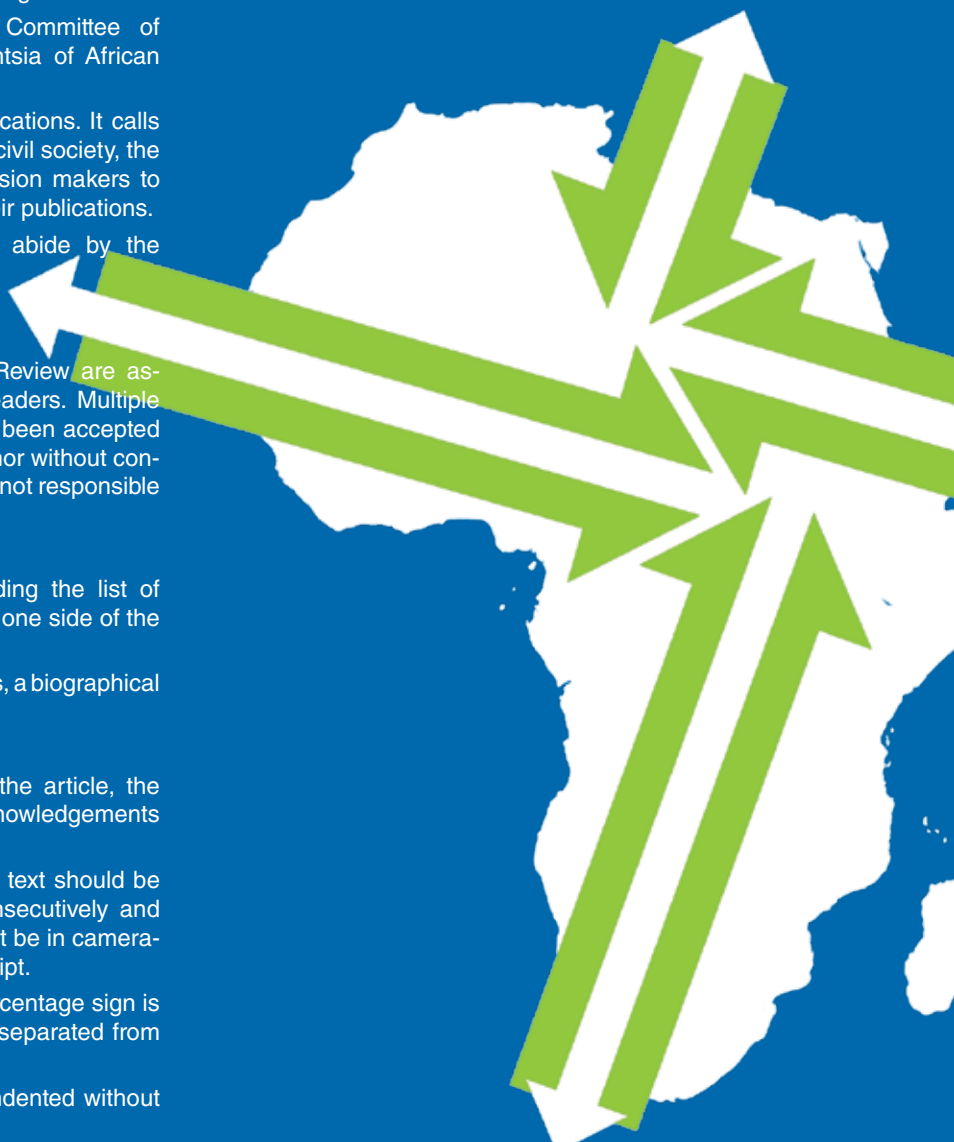 Committee of
ntsia of African
cations. It calls
civil society, the
sion makers to
ir publications.
abide by the
Review are as-
aders. Multiple
been accepted
nor without con-
not responsible
ding the list of
one side of the
s, a biographical
the article, the
nowledgements
text should be
nsecutively and
t be in camera-
ipt.
centage sign is
separated from
ndented without